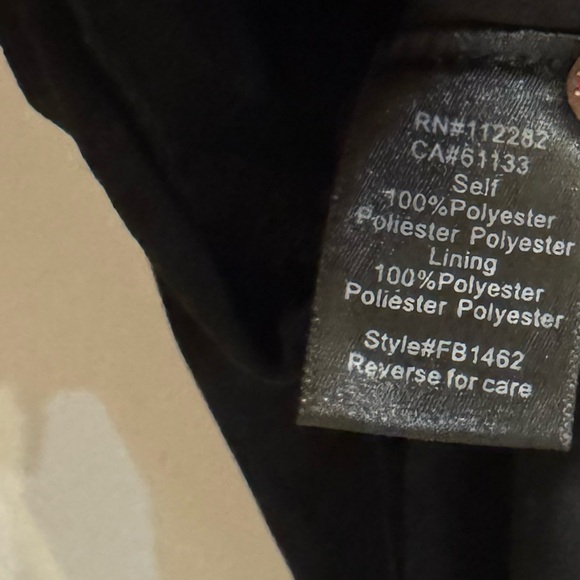 RN#112282
CA#61133
Self
100%Polyester
Poliéster Polyester
Lining
100%Polyester
Poliéster Polyester
Style#FB1462
Reverse for care